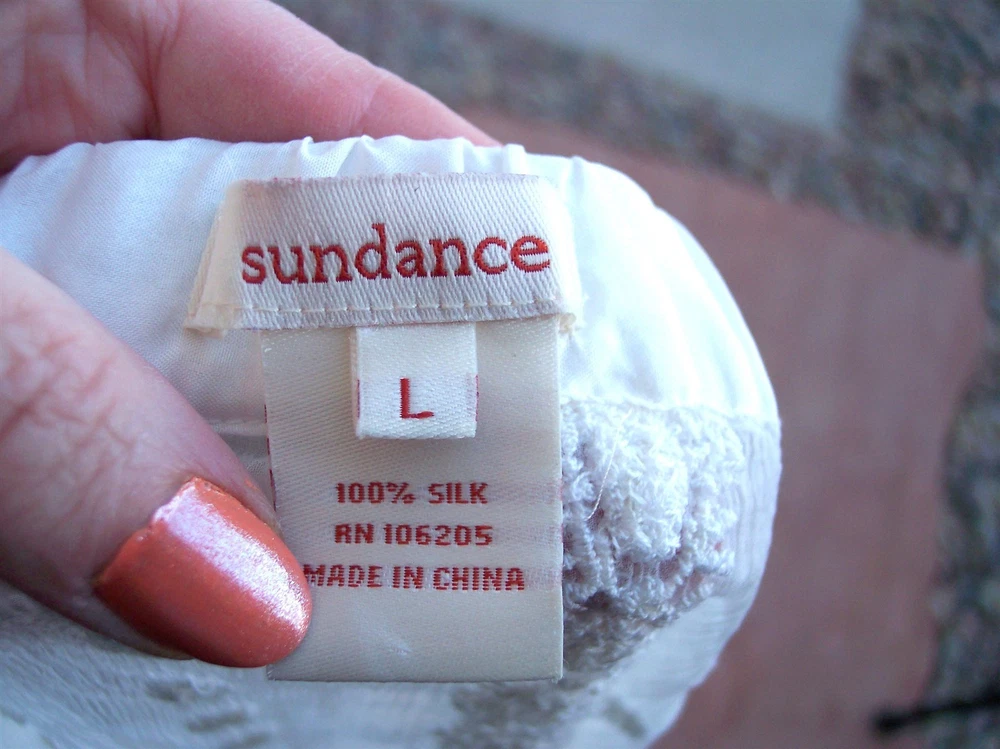 sundance
L
100% SILK
RN 106205
MADE IN CHINA